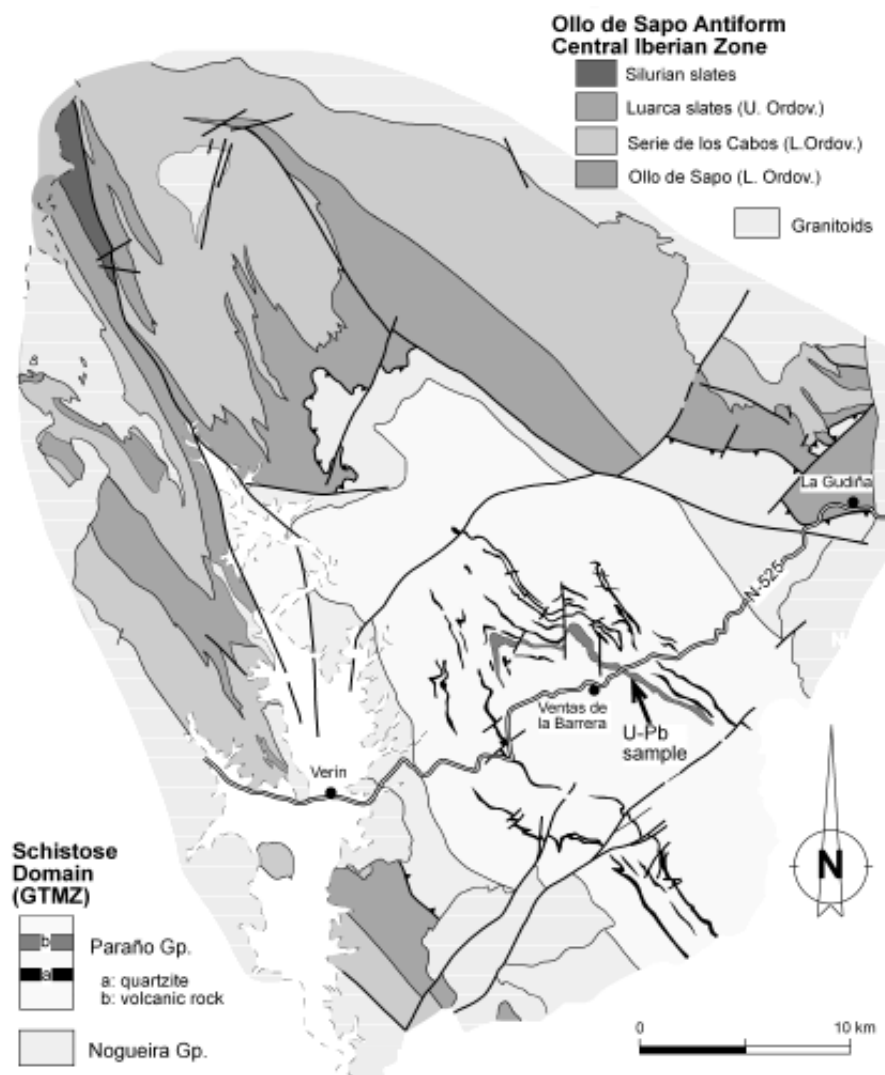 Ollo de Sapo Antiform
Central Iberian Zone
Silurian slates
Luarca slates (U. Ordov.)
Serie de los Cabos (L.Ordov.)
Ollo de Sapo (L. Ordov.)
Granitoids
La Gudiña
N-525
N
Ventas de
la Barrera
U-Pb
sample
Verin
N
Schistose
Domain
(GTMZ)
b
Paraño Gp.
a
a: quartzite
b: volcanic rock
Nogueira Gp.
0
10 km